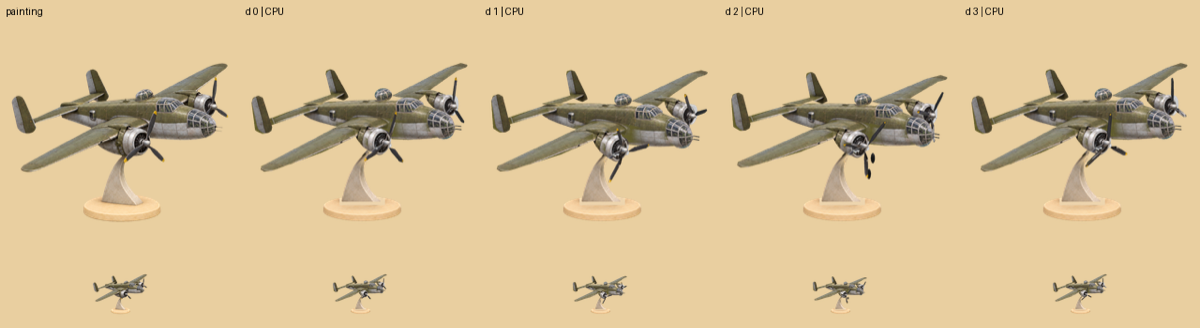 painting
d 0 | CPU
d 1 | CPU
d 2 | CPU
d 3 | CPU